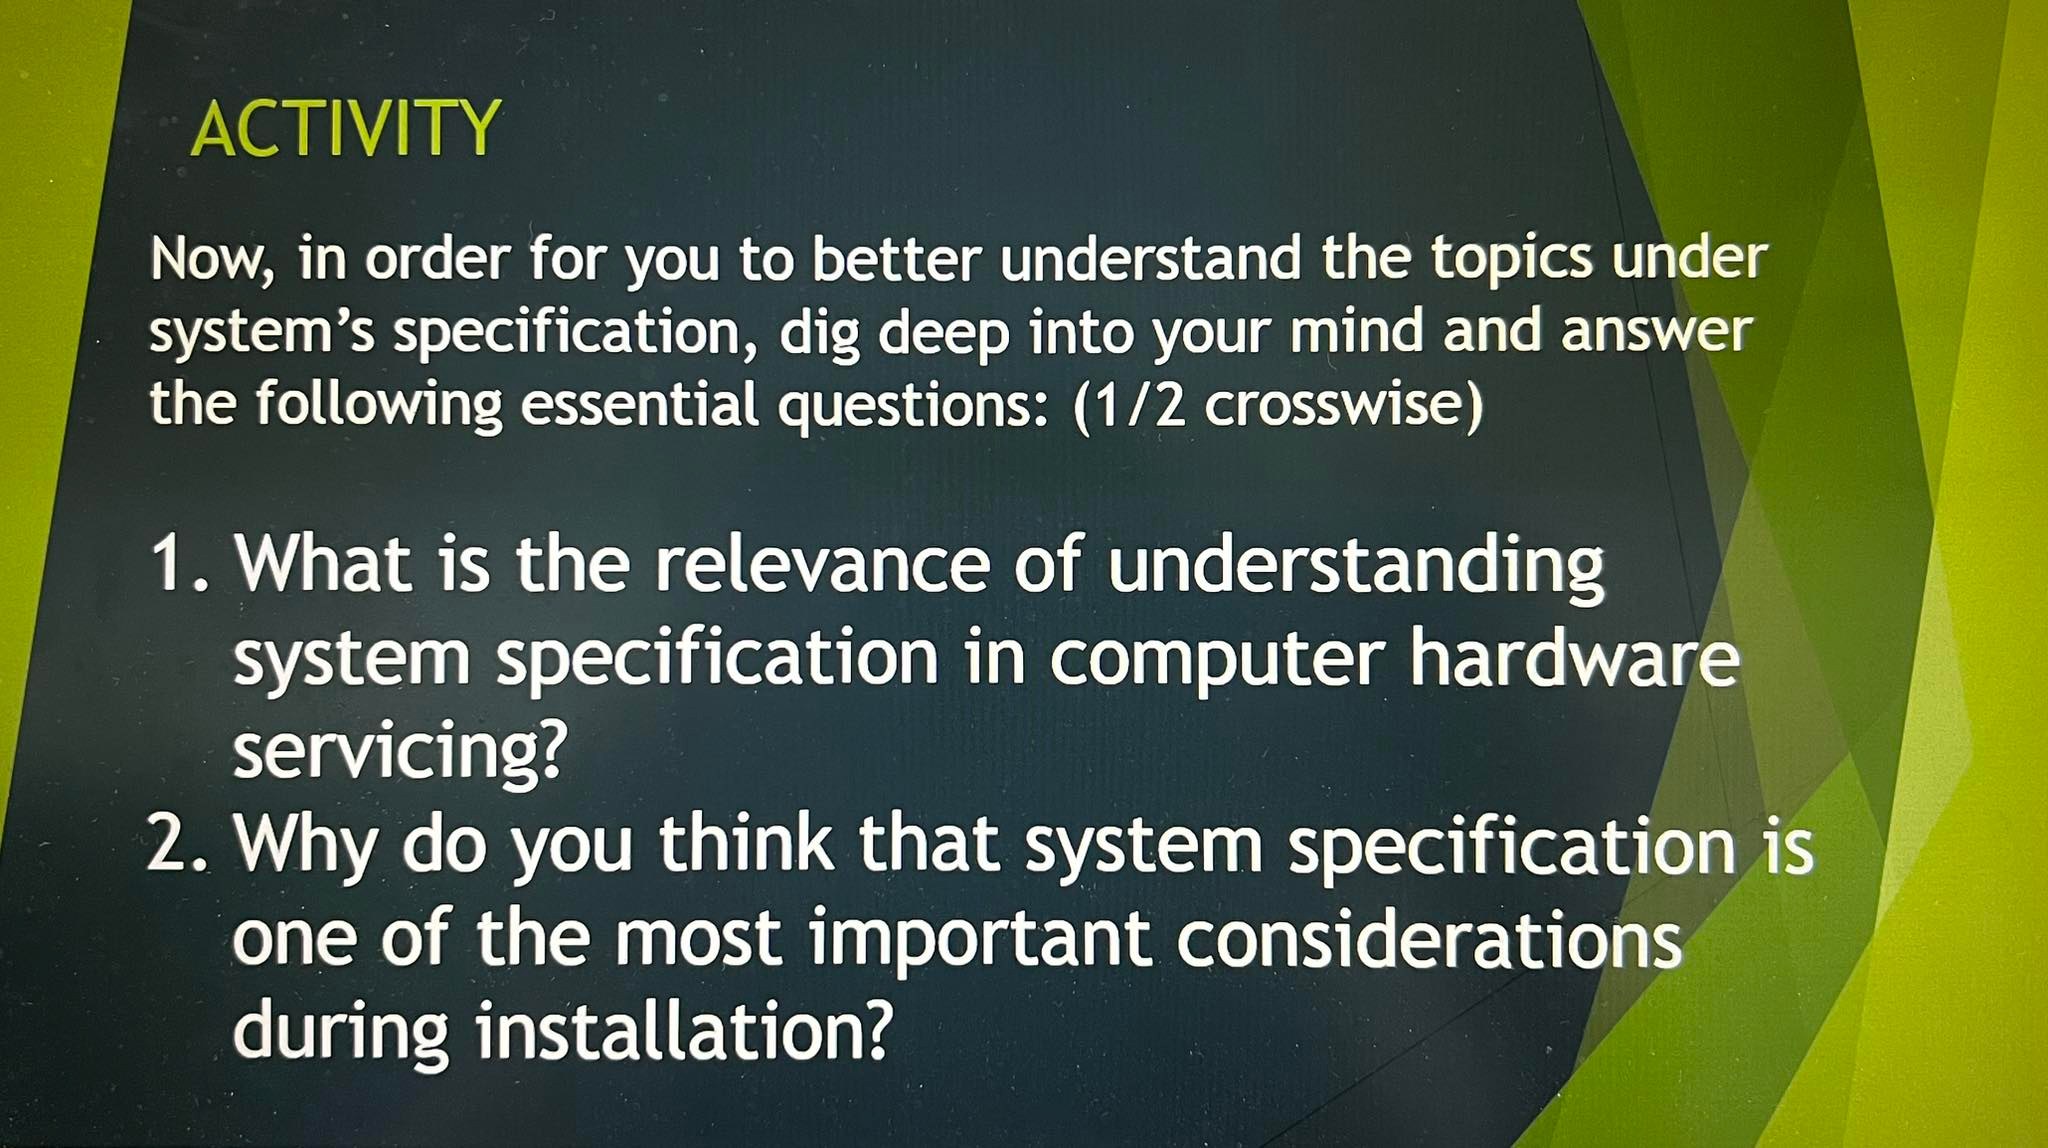 ACTIVITY
Now, in order for you to better understand the topics under
system’s specification, dig deep into your mind and answer
the following essential questions: (1/2 crosswise)
1. What is the relevance of understanding
system specification in computer hardware
servicing?
2. Why do you think that system specification is
one of the most important considerations
during installation?